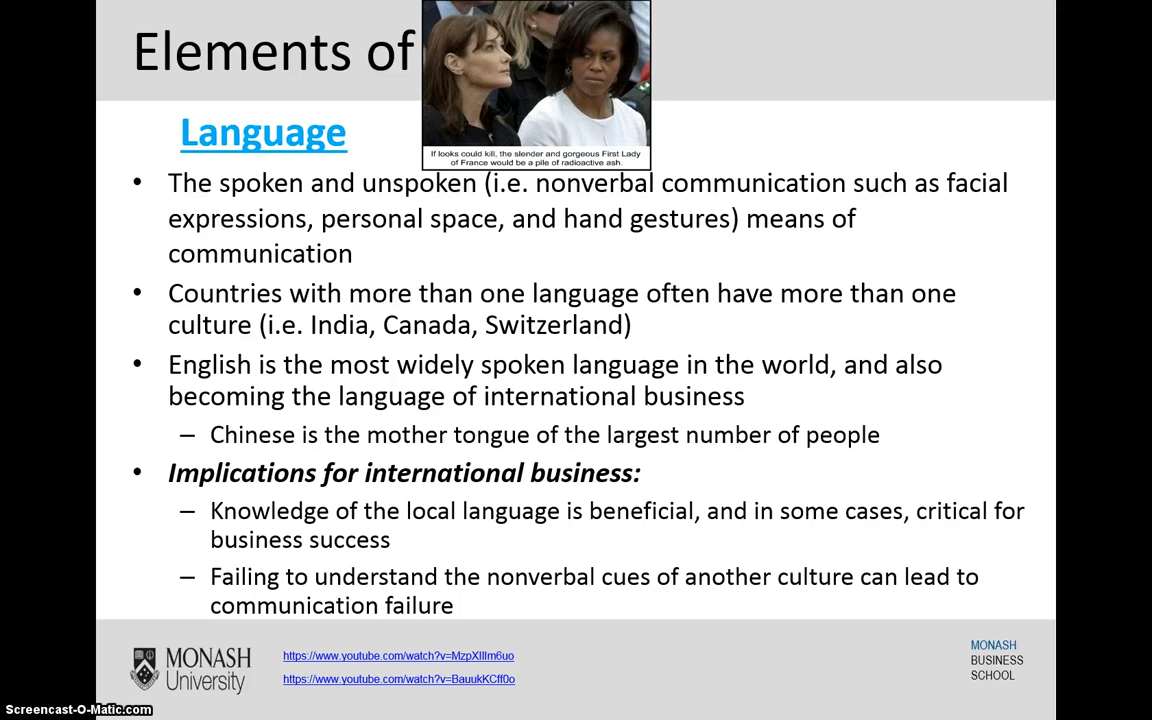 Elements of
If looks could kill, the slender and gorgeous First Lady
of France would be a pile of radioactive ash.
Language
• The spoken and unspoken (i.e. nonverbal communication such as facial
expressions, personal space, and hand gestures) means of
communication
• Countries with more than one language often have more than one
culture (i.e. India, Canada, Switzerland)
• English is the most widely spoken language in the world, and also
becoming the language of international business
– Chinese is the mother tongue of the largest number of people
• Implications for international business:
– Knowledge of the local language is beneficial, and in some cases, critical for
business success
– Failing to understand the nonverbal cues of another culture can lead to
communication failure
MONASH
University
https://www.youtube.com/watch?v=MzpXIIIm6uo
https://www.youtube.com/watch?v=BauukKCff0o
MONASH
BUSINESS
SCHOOL
Screencast-O-Matic.com